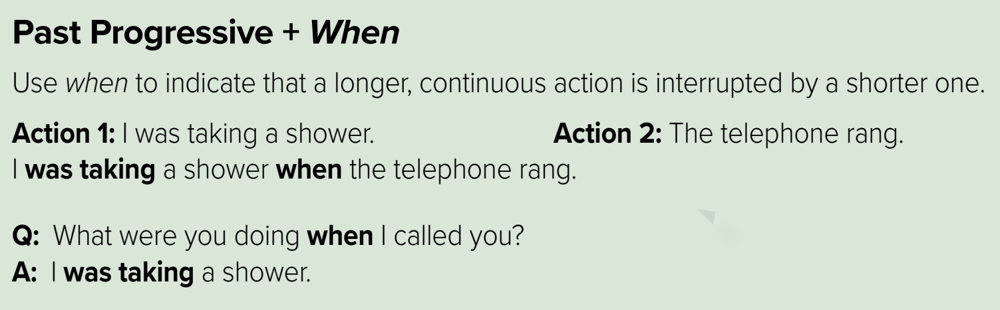 Past Progressive + When
Use when to indicate that a longer, continuous action is interrupted by a shorter one.
Action 1: I was taking a shower. Action 2: The telephone rang.
I was taking a shower when the telephone rang.
Q: What were you doing when I called you?
A: I was taking a shower.